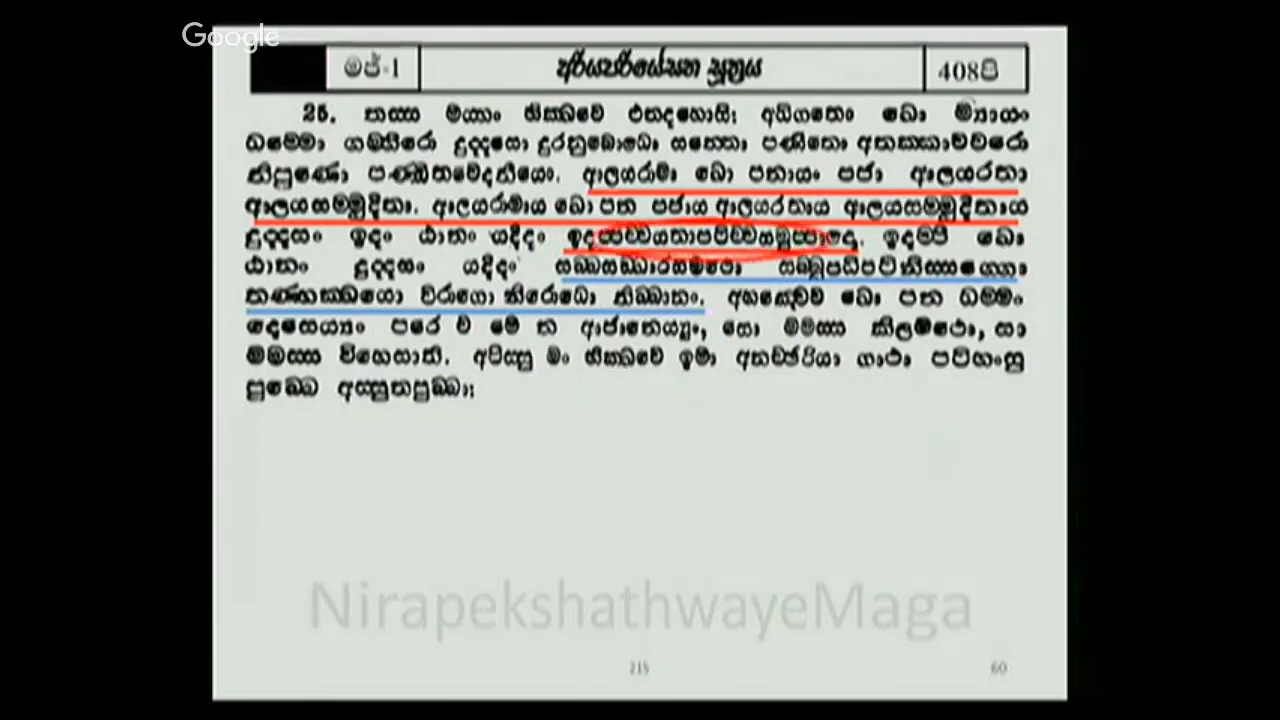 Google
මජ්-1 අරියපරියේසන සූත්‍රය 408පි
25. තස්ස මය්හං භික්ඛවෙ එතදහොසි: අධිගතො ඛො ම්‍යායං
ධම්මො ගම්භීරො දුද්දසො දුරනුබොධො සන්තො පණීතො අතක්කාවචරො
නිපුණො පණ්ඩිතවේදනීයො. ආලයරාමා ඛො පනායං පජා ආලයරතා
ආලයසම්මුදිතා. ආලයරාමාය ඛො පන පජාය ආලයරතාය ආලයසම්මුදිතාය
දුද්දසං ඉදං ඨානං යදිදං ඉදප්පච්චයතාපටිච්චසමුප්පාදො. ඉදම්පි ඛො
ඨානං දුද්දසං යදිදං සබ්බසඞ්ඛාරසමථො සබ්බූපධිපටිනිස්සග්ගො
තණ්හක්ඛයො විරාගො නිරොධො නිබ්බානං. අහඤ්චෙව ඛො පන ධම්මං
දෙසෙය්‍යං පරෙ ච මේ න ආජානෙය්‍යුං, සො මමස්ස කිලමථො, සා
මමස්ස විහෙසාති. අපිස්සු මං භික්ඛවෙ ඉමා අනච්ඡරියා ගාථා පටිභංසු
පුබ්බෙ අස්සුතපුබ්බා:
NirapekshathwayeMaga
215 60